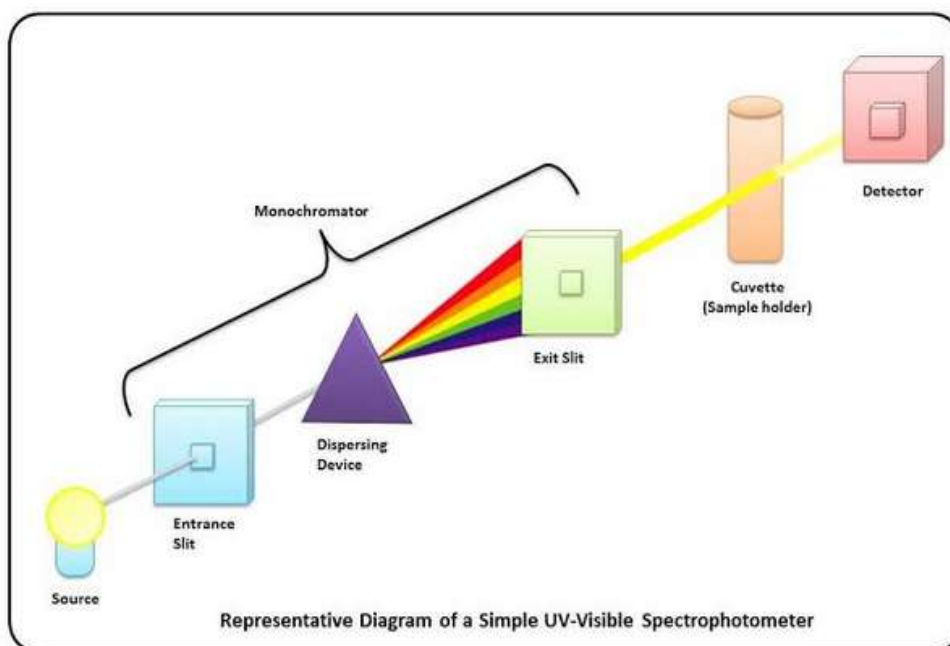 Monochromator
Detector
Cuvette
(Sample holder)
Exit Slit
Dispersing
Device
Entrance
Slit
Source
Representative Diagram of a Simple UV-Visible Spectrophotometer